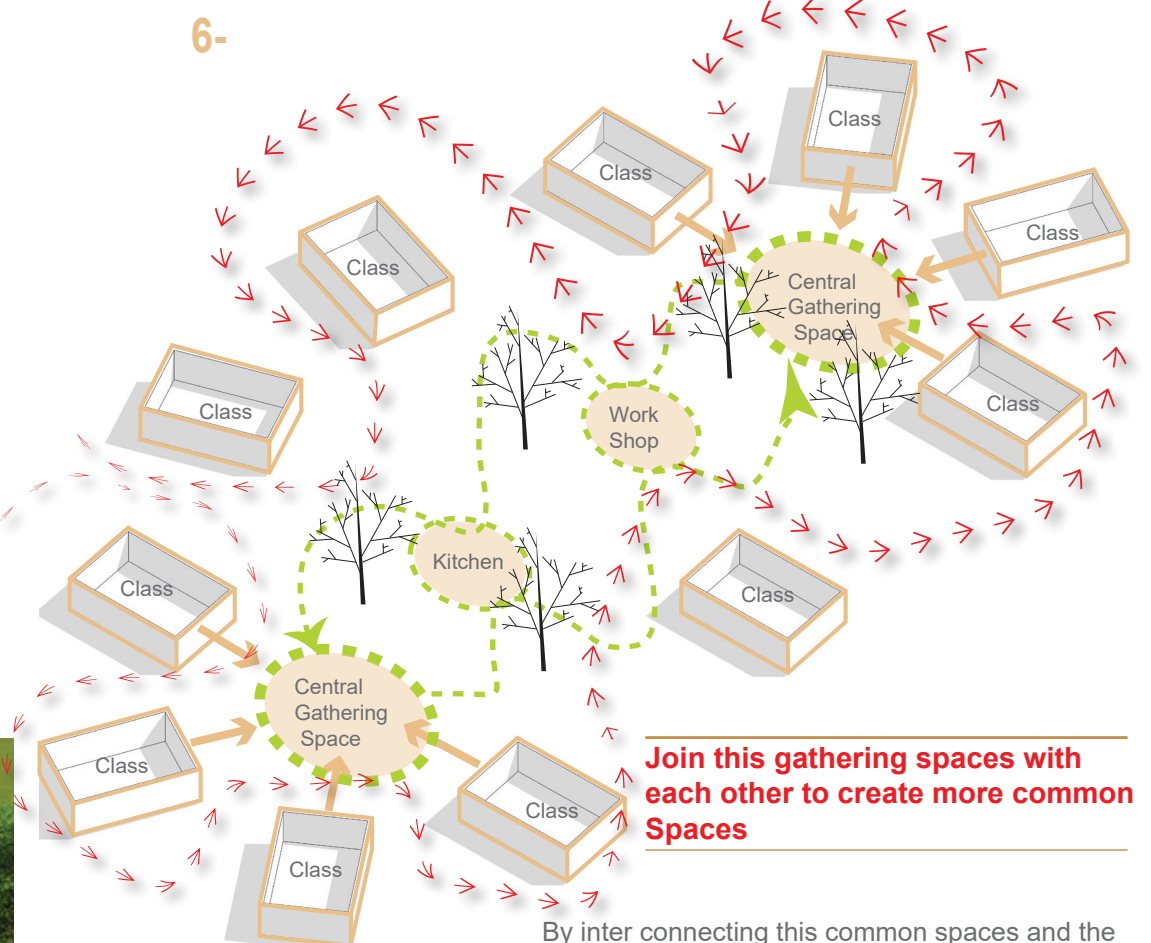 6-
Class
Class
Class
Class
Central
Gathering
Space
Class
Class
Class
Work
Shop
Kitchen
Class
Class
Central
Gathering
Space
Class
Class
Class
Join this gathering spaces with
each other to create more common
Spaces
By inter connecting this common spaces and the